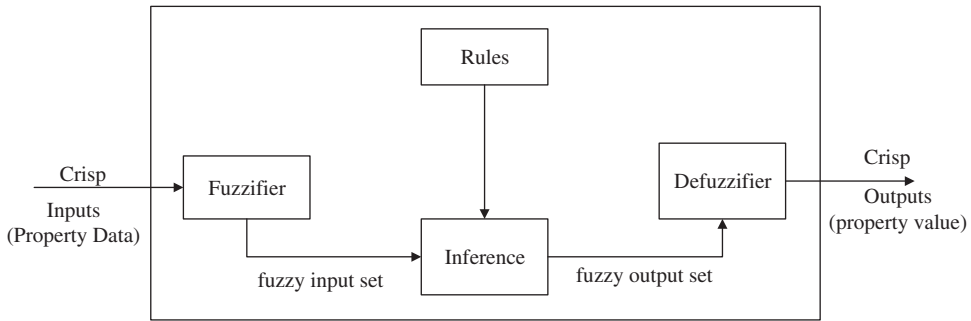 Rules
Crisp
Inputs
(Property Data)
Fuzzifier
fuzzy input set
Inference
fuzzy output set
Defuzzifier
Crisp
Outputs
(property value)